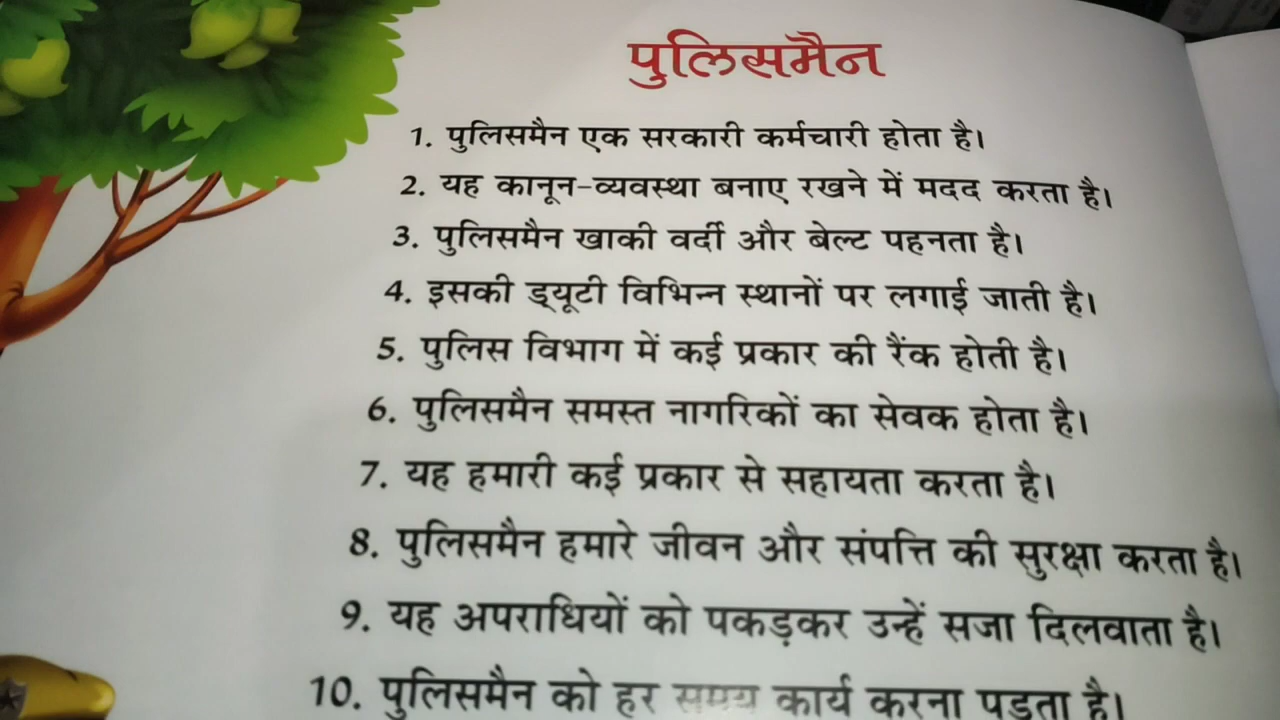 पुलिसमैन
1. पुलिसमैन एक सरकारी कर्मचारी होता है।
2. यह कानून-व्यवस्था बनाए रखने में मदद करता है।
3. पुलिसमैन खाकी वर्दी और बेल्ट पहनता है।
4. इसकी ड्यूटी विभिन्न स्थानों पर लगाई जाती है।
5. पुलिस विभाग में कई प्रकार की रैंक होती है।
6. पुलिसमैन समस्त नागरिकों का सेवक होता है।
7. यह हमारी कई प्रकार से सहायता करता है।
8. पुलिसमैन हमारे जीवन और संपत्ति की सुरक्षा करता है।
9. यह अपराधियों को पकड़कर उन्हें सजा दिलवाता है।
10. पुलिसमैन को हर समय कार्य करना पड़ता है।